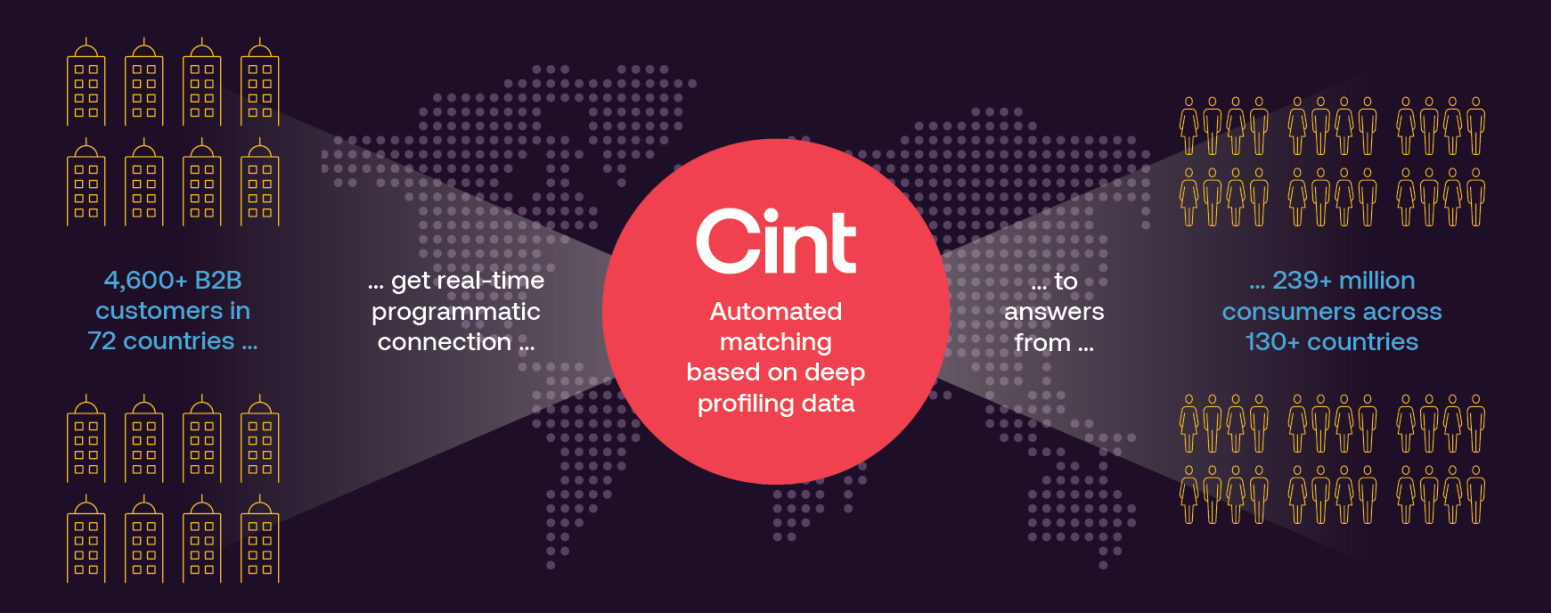 4,600+ B2B
customers in
72 countries ...
... get real-time
programmatic
connection ...
Cint
Automated
matching
based on deep
profiling data
... to
answers
from ...
... 239+ million
consumers across
130+ countries